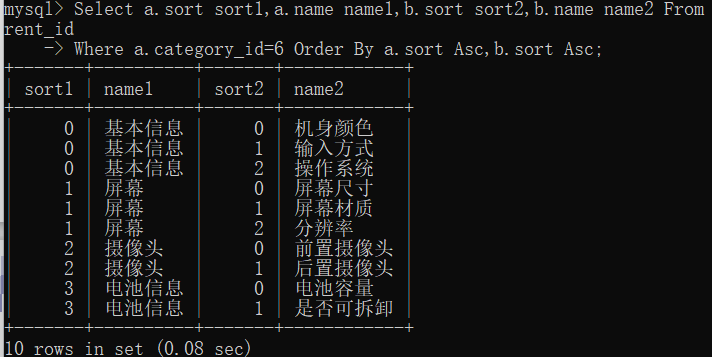 mysql> Select a.sort sort1,a.name name1,b.sort sort2,b.name name2 From
rent_id
-> Where a.category_id=6 Order By a.sort Asc,b.sort Asc;
+-------+----------+-------+------------+
| sort1 | name1 | sort2 | name2 |
+-------+----------+-------+------------+
| 0 | 基本信息 | 0 | 机身颜色 |
| 0 | 基本信息 | 1 | 输入方式 |
| 0 | 基本信息 | 2 | 操作系统 |
| 1 | 屏幕 | 0 | 屏幕尺寸 |
| 1 | 屏幕 | 1 | 屏幕材质 |
| 1 | 屏幕 | 2 | 分辨率 |
| 2 | 摄像头 | 0 | 前置摄像头 |
| 2 | 摄像头 | 1 | 后置摄像头 |
| 3 | 电池信息 | 0 | 电池容量 |
| 3 | 电池信息 | 1 | 是否可拆卸 |
+-------+----------+-------+------------+
10 rows in set (0.08 sec)